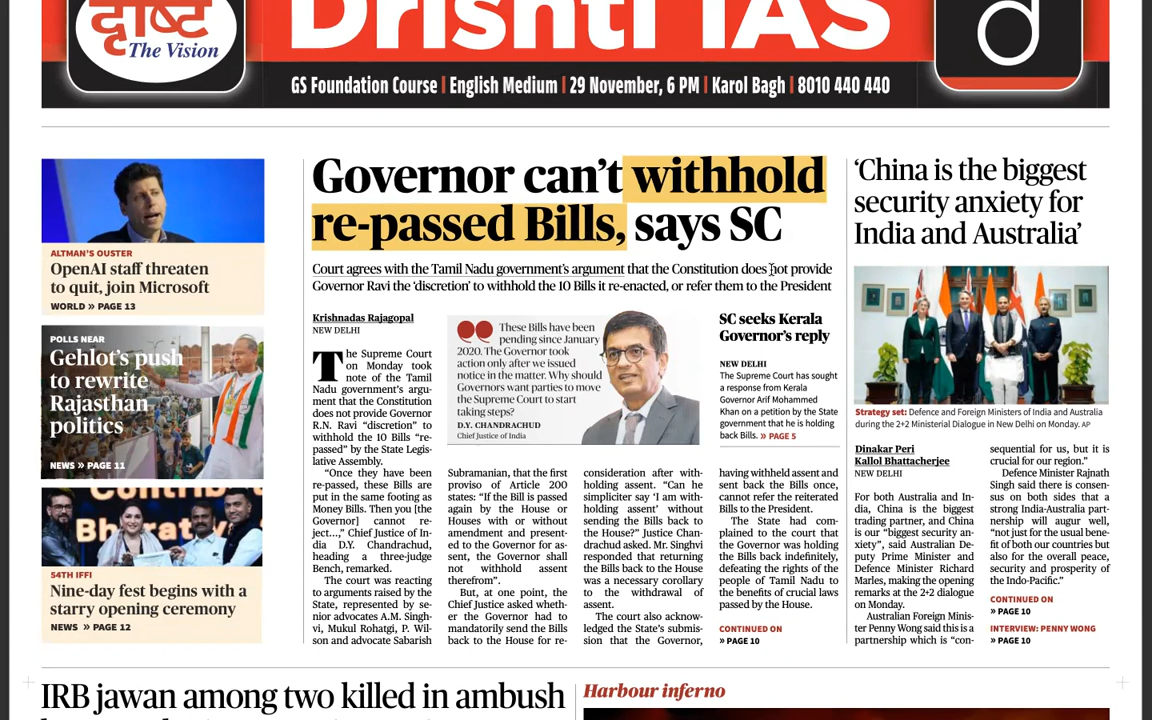 दृष्टि
The Vision
Drishti IAS
GS Foundation Course | English Medium | 29 November, 6 PM | Karol Bagh | 8010 440 440
ALTMAN'S OUSTER
OpenAI staff threaten
to quit, join Microsoft
WORLD » PAGE 13
POLLS NEAR
Gehlot's push
to rewrite
Rajasthan
politics
NEWS » PAGE 11
54TH IFFI
Nine-day fest begins with a
starry opening ceremony
NEWS » PAGE 12
Governor can't withhold
re-passed Bills, says SC
Court agrees with the Tamil Nadu government's argument that the Constitution does not provide
Governor Ravi the 'discretion' to withhold the 10 Bills it re-enacted, or refer them to the President
Krishnadas Rajagopal
NEW DELHI
The Supreme Court
on Monday took
note of the Tamil
Nadu government's argu-
ment that the Constitution
does not provide Governor
R.N. Ravi "discretion" to
withhold the 10 Bills "re-
passed" by the State Legis-
lative Assembly.
"Once they have been
re-passed, these Bills are
put in the same footing as
Money Bills. Then you [the
Governor] cannot re-
ject...," Chief Justice of In-
dia D.Y. Chandrachud,
heading a three-judge
Bench, remarked.
The court was reacting
to arguments raised by the
State, represented by se-
nior advocates A.M. Singh-
vi, Mukul Rohatgi, P. Wil-
son and advocate Sabarish
These Bills have been
pending since January
2020. The Governor took
action only after we issued
notice in the matter. Why should
Governors want parties to move
the Supreme Court to start
taking steps?
D.Y. CHANDRACHUD
Chief Justice of India
Subramanian, that the first
proviso of Article 200
states: "If the Bill is passed
again by the House or
Houses with or without
amendment and present-
ed to the Governor for as-
sent, the Governor shall
not withhold assent
therefrom".
But, at one point, the
Chief Justice asked wheth-
er the Governor had to
mandatorily send the Bills
back to the House for re-
consideration after with-
holding assent. "Can he
simpliciter say 'I am with-
holding assent' without
sending the Bills back to
the House?" Justice Chan-
drachud asked. Mr. Singhvi
responded that returning
the Bills back to the House
was a necessary corollary
to the withdrawal of
assent.
The court also acknow-
ledged the State's submis-
sion that the Governor,
SC seeks Kerala
Governor's reply
NEW DELHI
The Supreme Court has sought
a response from Kerala
Governor Arif Mohammed
Khan on a petition by the State
government that he is holding
back Bills. » PAGE 5
having withheld assent and
sent the Bills back once,
cannot refer the reiterated
Bills to the President.
The State had com-
plained to the court that
the Governor was holding
the Bills back indefinitely,
defeating the rights of the
people of Tamil Nadu to
the benefits of crucial laws
passed by the House.
CONTINUED ON
» PAGE 10
'China is the biggest
security anxiety for
India and Australia'
Strategy set: Defence and Foreign Ministers of India and Australia
during the 2+2 Ministerial Dialogue in New Delhi on Monday. AP
Dinakar Peri
Kallol Bhattacherjee
NEW DELHI
For both Australia and In-
dia, China is the biggest
trading partner, and China
is our "biggest security an-
xiety", said Australian De-
puty Prime Minister and
Defence Minister Richard
Marles, making the opening
remarks at the 2+2 dialogue
on Monday.
Australian Foreign Minis-
ter Penny Wong said this is a
partnership which is "con-
sequential for us, but it is
crucial for our region."
Defence Minister Rajnath
Singh said there is consen-
sus on both sides that a
strong India-Australia part-
nership will augur well,
"not just for the usual bene-
fit of both our countries but
also for the overall peace,
security and prosperity of
the Indo-Pacific."
CONTINUED ON
» PAGE 10
INTERVIEW: PENNY WONG
» PAGE 10
IRB jawan among two killed in ambush
Harbour inferno